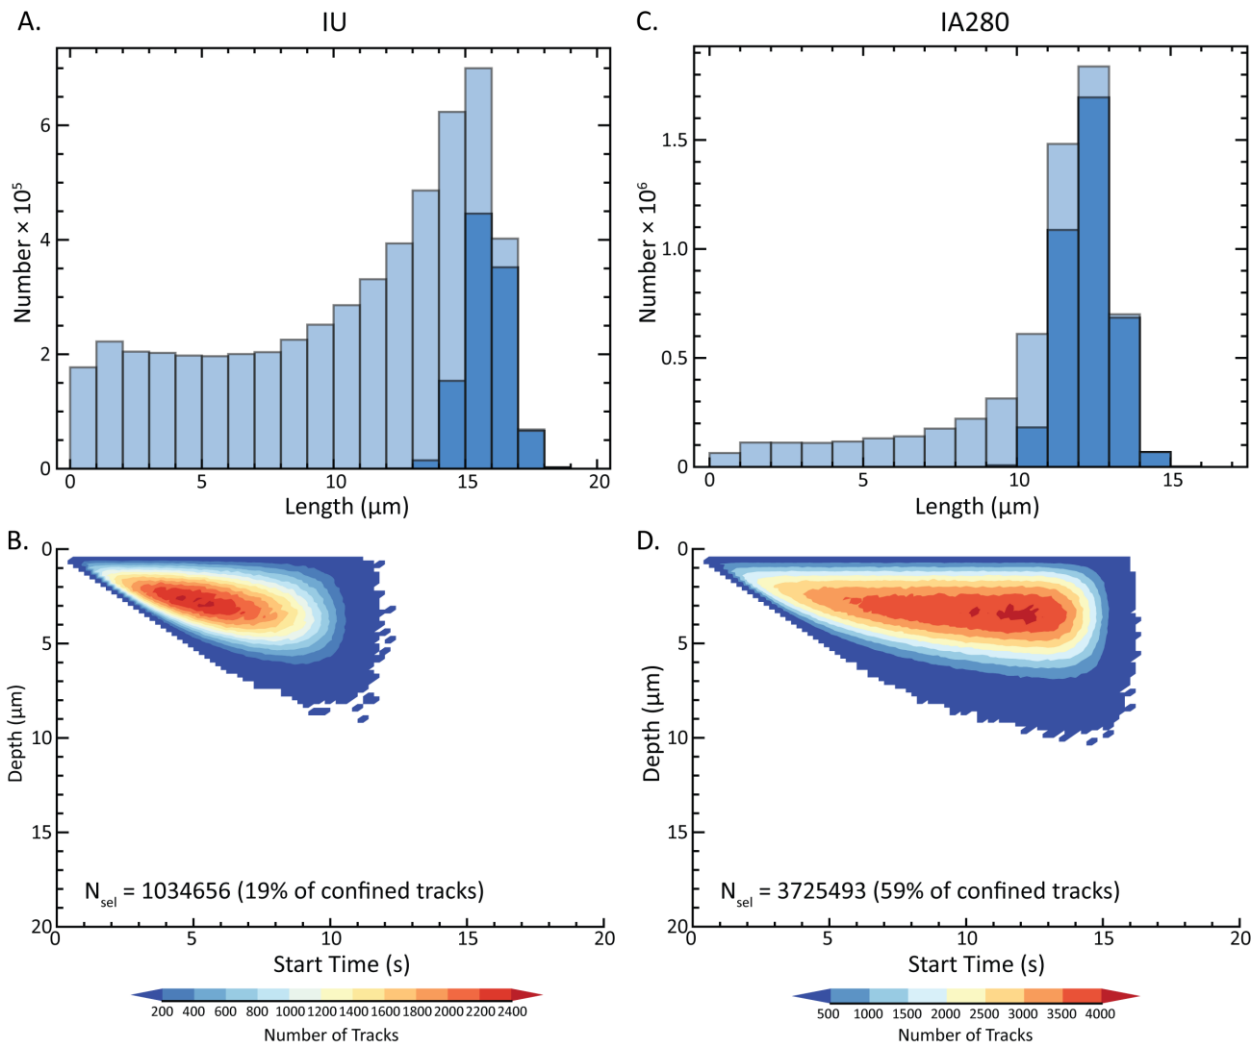 A.
IU
6
4
2
0
Number × 10⁵
0 5 10 15 20
Length (μm)
C.
IA280
1.5
1.0
0.5
0
Number × 10⁶
0 5 10 15
Length (μm)
B.
0
5
10
15
20
Depth (μm)
N_sel = 1034656 (19% of confined tracks)
0 5 10 15 20
Start Time (s)
200 400 600 800 1000 1200 1400 1600 1800 2000 2200 2400
Number of Tracks
D.
0
5
10
15
20
Depth (μm)
N_sel = 3725493 (59% of confined tracks)
0 5 10 15 20
Start Time (s)
500 1000 1500 2000 2500 3000 3500 4000
Number of Tracks